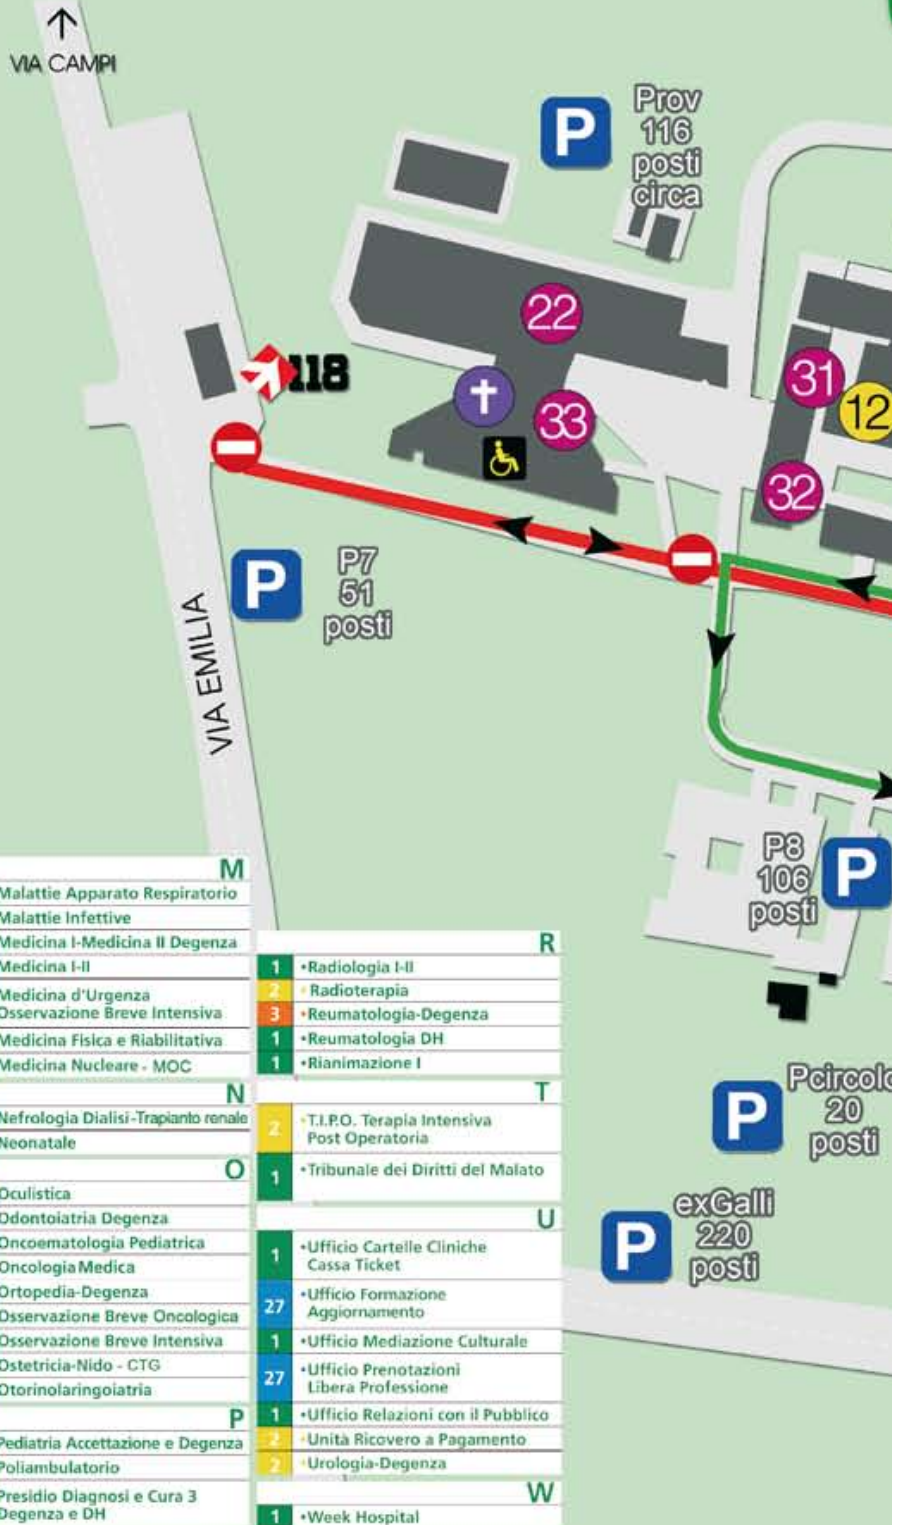 VIA CAMPI
P
Prov
116
posti
circa
22
31
12
118
33
32
P
P7
51
posti
VIA EMILIA
P8
106
posti
P
P
Pcircolo
20
posti
P
exGalli
220
posti
M
Malattie Apparato Respiratorio
Malattie Infettive
Medicina I-Medicina II Degenza
Medicina I-II
Medicina d'Urgenza
Osservazione Breve Intensiva
Medicina Fisica e Riabilitativa
Medicina Nucleare - MOC
N
Nefrologia Dialisi-Trapianto renale
Neonatale
O
Oculistica
Odontoiatria Degenza
Oncoematologia Pediatrica
Oncologia Medica
Ortopedia-Degenza
Osservazione Breve Oncologica
Osservazione Breve Intensiva
Ostetricia-Nido - CTG
Otorinolaringoiatria
P
Pediatria Accettazione e Degenza
Poliambulatorio
Presidio Diagnosi e Cura 3
Degenza e DH
R
1 •Radiologia I-II
2 •Radioterapia
3 •Reumatologia-Degenza
1 •Reumatologia DH
1 •Rianimazione I
T
2 •T.I.P.O. Terapia Intensiva
Post Operatoria
1 •Tribunale dei Diritti del Malato
U
1 •Ufficio Cartelle Cliniche
Cassa Ticket
27 •Ufficio Formazione
Aggiornamento
1 •Ufficio Mediazione Culturale
27 •Ufficio Prenotazioni
Libera Professione
1 •Ufficio Relazioni con il Pubblico
2 •Unità Ricovero a Pagamento
2 •Urologia-Degenza
W
1 •Week Hospital